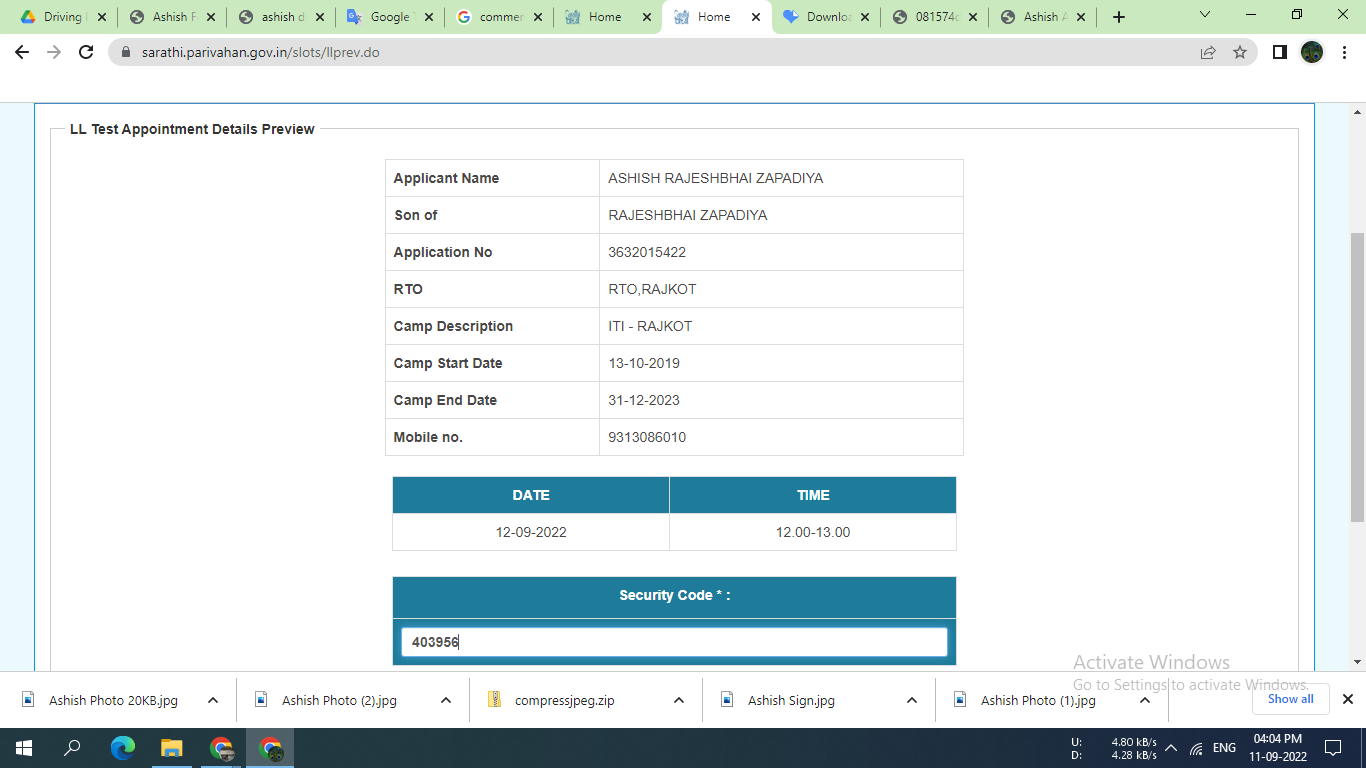 Driving
Ashish F
ashish d
Google
commer
Home
Home
Downlo
081574c
Ashish A
sarathi.parivahan.gov.in/slots/llprev.do
LL Test Appointment Details Preview
Applicant Name ASHISH RAJESHBHAI ZAPADIYA
Son of RAJESHBHAI ZAPADIYA
Application No 3632015422
RTO RTO,RAJKOT
Camp Description ITI - RAJKOT
Camp Start Date 13-10-2019
Camp End Date 31-12-2023
Mobile no. 9313086010
DATE TIME
12-09-2022 12.00-13.00
Security Code * :
403956
Activate Windows
Go to Settings to activate Windows.
Ashish Photo 20KB.jpg
Ashish Photo (2).jpg
compressjpeg.zip
Ashish Sign.jpg
Ashish Photo (1).jpg
Show all
U: 4.80 kB/s
D: 4.28 kB/s
ENG
04:04 PM
11-09-2022